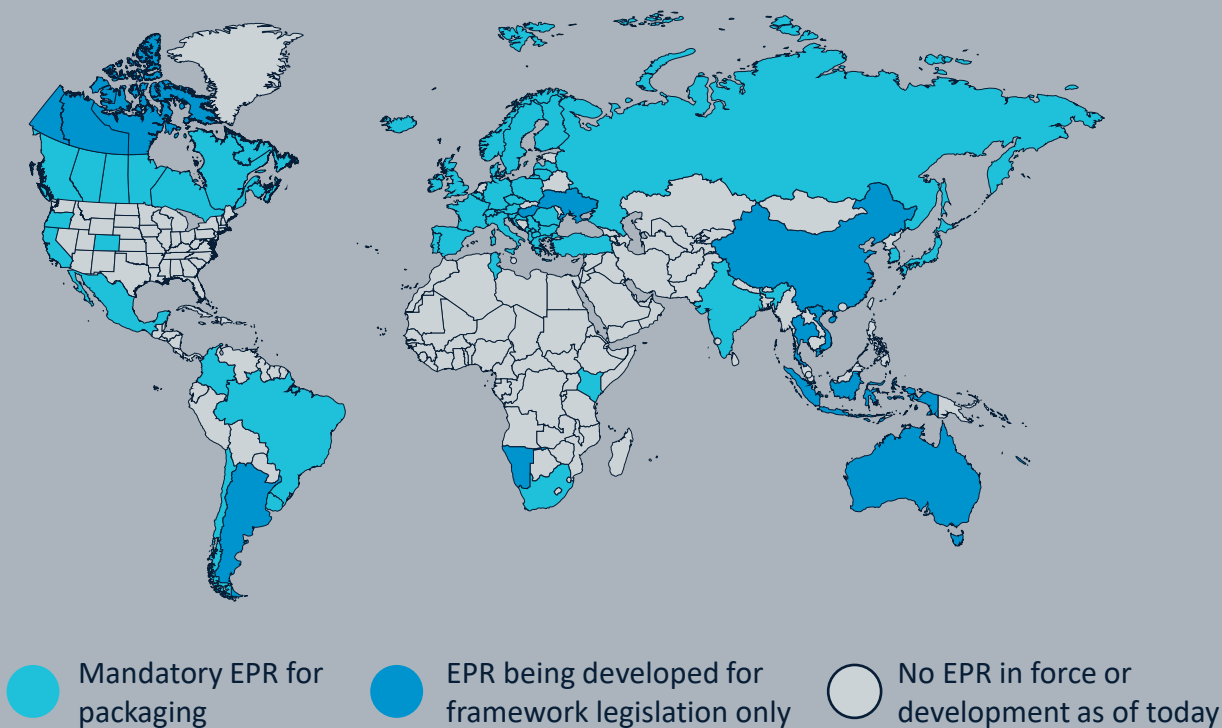 Mandatory EPR for
packaging
EPR being developed for
framework legislation only
No EPR in force or
development as of today